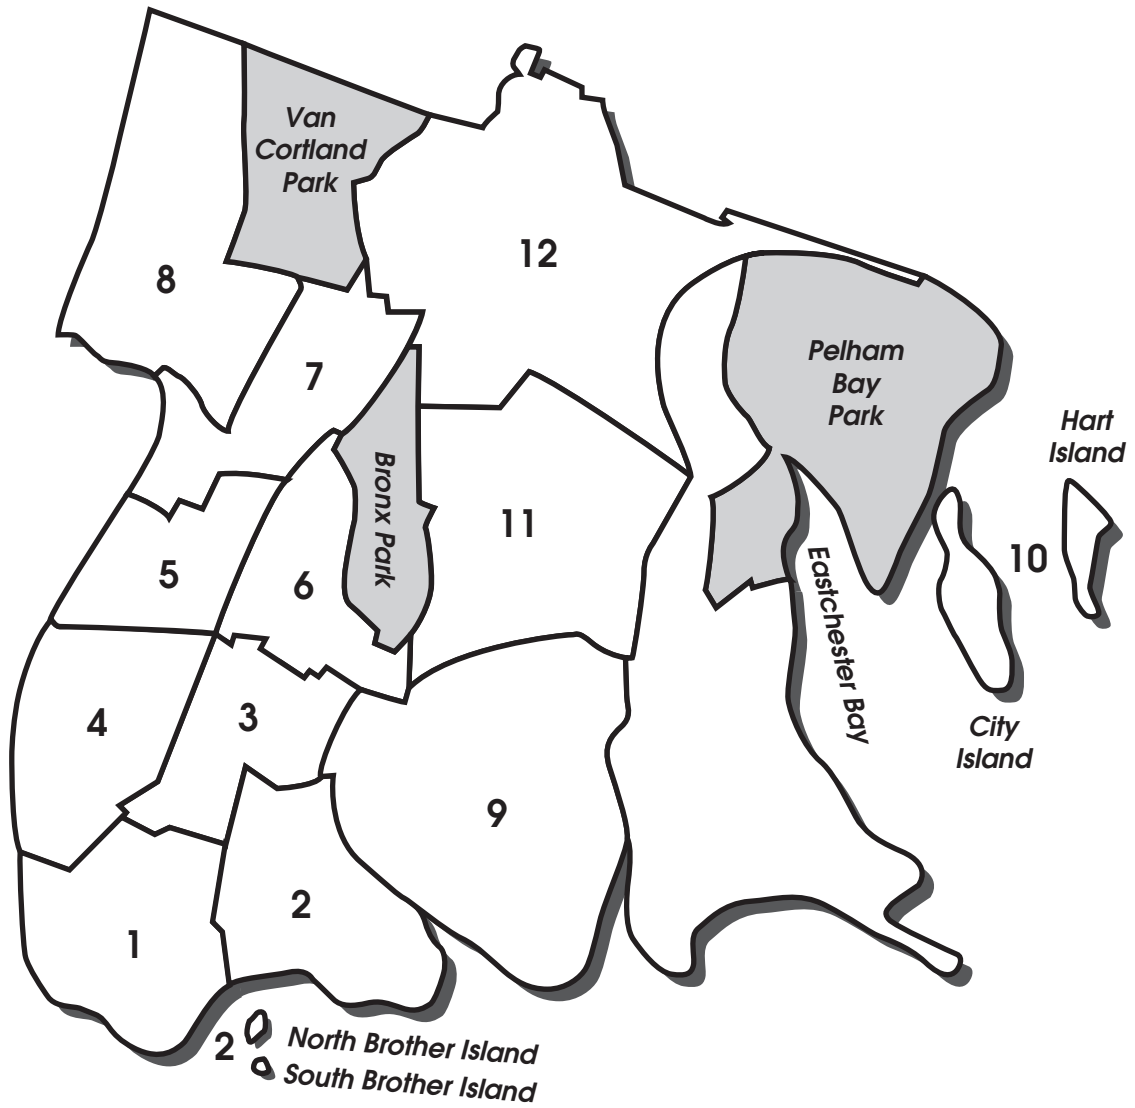 Van
Cortland
Park
8
12
7
Pelham
Bay
Park
Hart
Island
Bronx Park
11
10
5
6
Eastchester Bay
4
3
City
Island
9
2
1
2
North Brother Island
South Brother Island